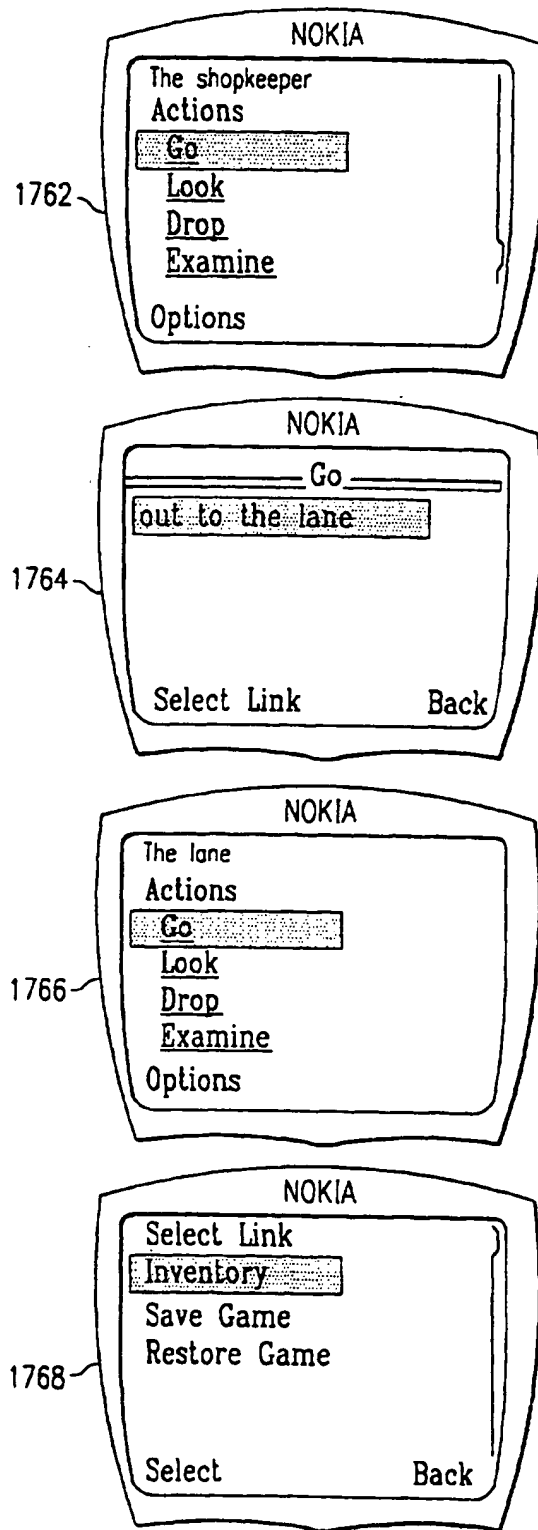 NOKIA
The shopkeeper
Actions
Go
Look
Drop
Examine
Options
1762
NOKIA
Go
out to the lane
Select Link Back
1764
NOKIA
The lane
Actions
Go
Look
Drop
Examine
Options
1766
NOKIA
Select Link
Inventory
Save Game
Restore Game
Select Back
1768